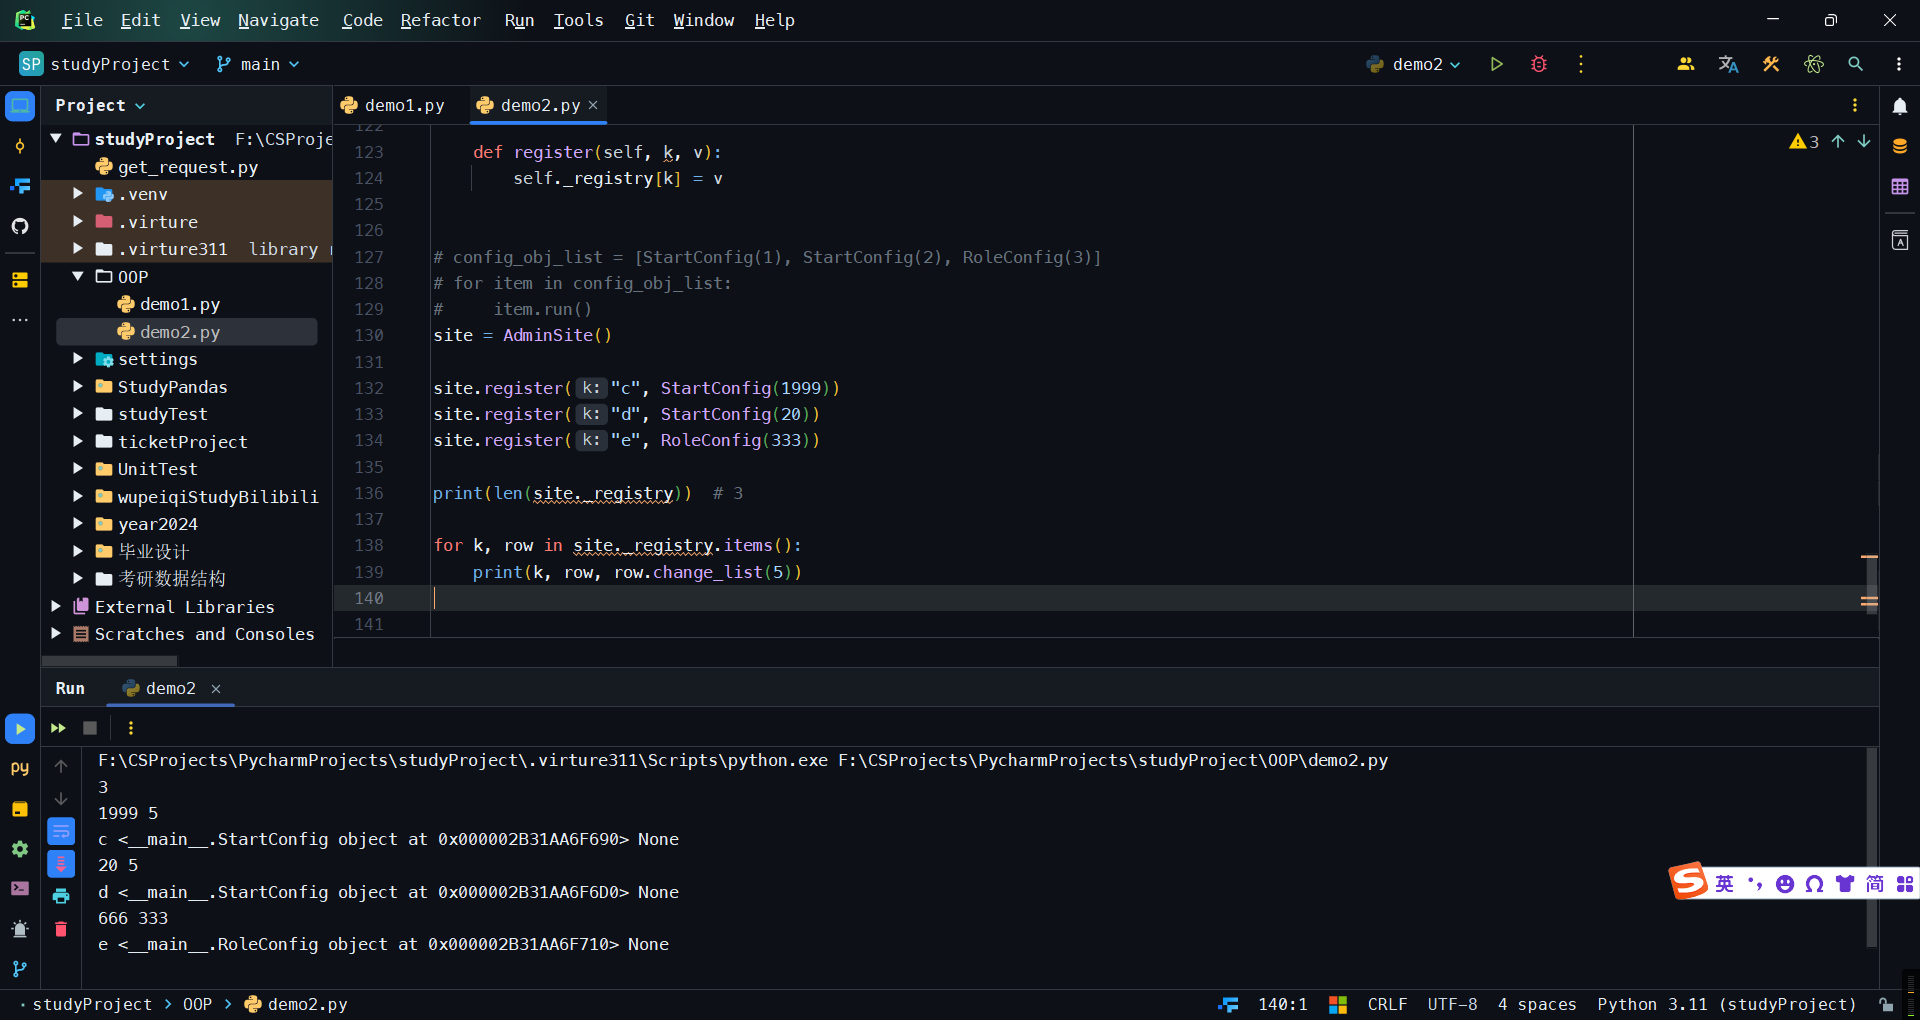 PC File Edit View Navigate Code Refactor Run Tools Git Window Help
SP studyProject main demo2
Project demo1.py demo2.py
studyProject F:\CSProje
get_request.py
.venv
.virture
.virture311 library
OOP
demo1.py
demo2.py
settings
StudyPandas
studyTest
ticketProject
UnitTest
wupeiqiStudyBilibili
year2024
毕业设计
考研数据结构
External Libraries
Scratches and Consoles
3
122
123 def register(self, k, v):
124 self._registry[k] = v
125
126
127 # config_obj_list = [StartConfig(1), StartConfig(2), RoleConfig(3)]
128 # for item in config_obj_list:
129 #     item.run()
130 site = AdminSite()
131
132 site.register( k: "c", StartConfig(1999))
133 site.register( k: "d", StartConfig(20))
134 site.register( k: "e", RoleConfig(333))
135
136 print(len(site._registry))  # 3
137
138 for k, row in site._registry.items():
139 print(k, row, row.change_list(5))
140
141
Run demo2
py
F:\CSProjects\PycharmProjects\studyProject\.virture311\Scripts\python.exe F:\CSProjects\PycharmProjects\studyProject\OOP\demo2.py
3
1999 5
c <__main__.StartConfig object at 0x000002B31AA6F690> None
20 5
d <__main__.StartConfig object at 0x000002B31AA6F6D0> None
666 333
e <__main__.RoleConfig object at 0x000002B31AA6F710> None
S 英 简
studyProject > OOP > demo2.py 140:1 CRLF UTF-8 4 spaces Python 3.11 (studyProject)